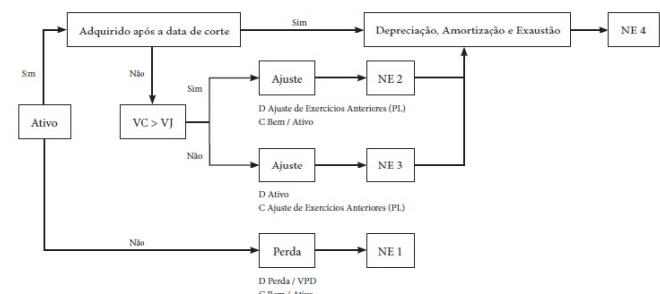 Adquirido após a data de corte
Sim
Depreciação, Amortização e Exaustão
NE 4
Sim
Não
Sim
Ajuste
NE 2
D Ajuste de Exercícios Anteriores (PL)
C Bem / Ativo
Ativo
VC > VJ
Não
Ajuste
NE 3
D Ativo
C Ajuste de Exercícios Anteriores (PL)
Não
Perda
NE 1
D Perda / VPD
C Bem / Ativo